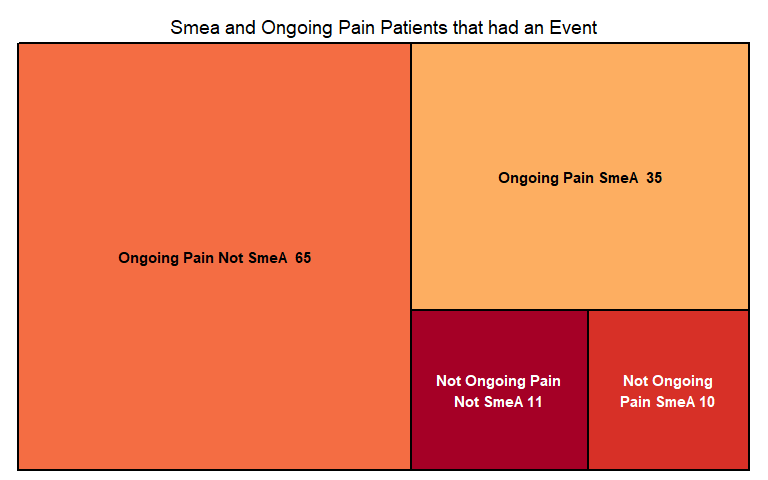 Smea and Ongoing Pain Patients that had an Event
Ongoing Pain SmeA  35
Ongoing Pain Not SmeA  65
Not Ongoing Pain
Not SmeA 11
Not Ongoing
Pain SmeA 10